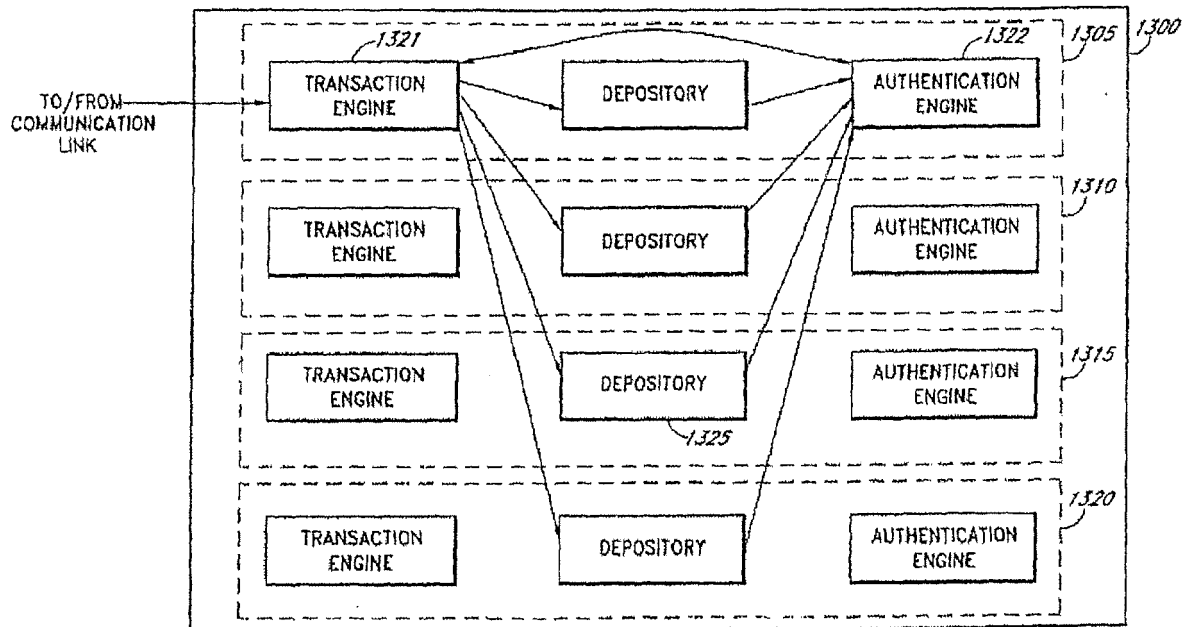 1300
1305
1321
1322
TRANSACTION
ENGINE
DEPOSITORY
AUTHENTICATION
ENGINE
TO/FROM
COMMUNICATION
LINK
1310
TRANSACTION
ENGINE
DEPOSITORY
AUTHENTICATION
ENGINE
1315
TRANSACTION
ENGINE
DEPOSITORY
AUTHENTICATION
ENGINE
1325
1320
TRANSACTION
ENGINE
DEPOSITORY
AUTHENTICATION
ENGINE